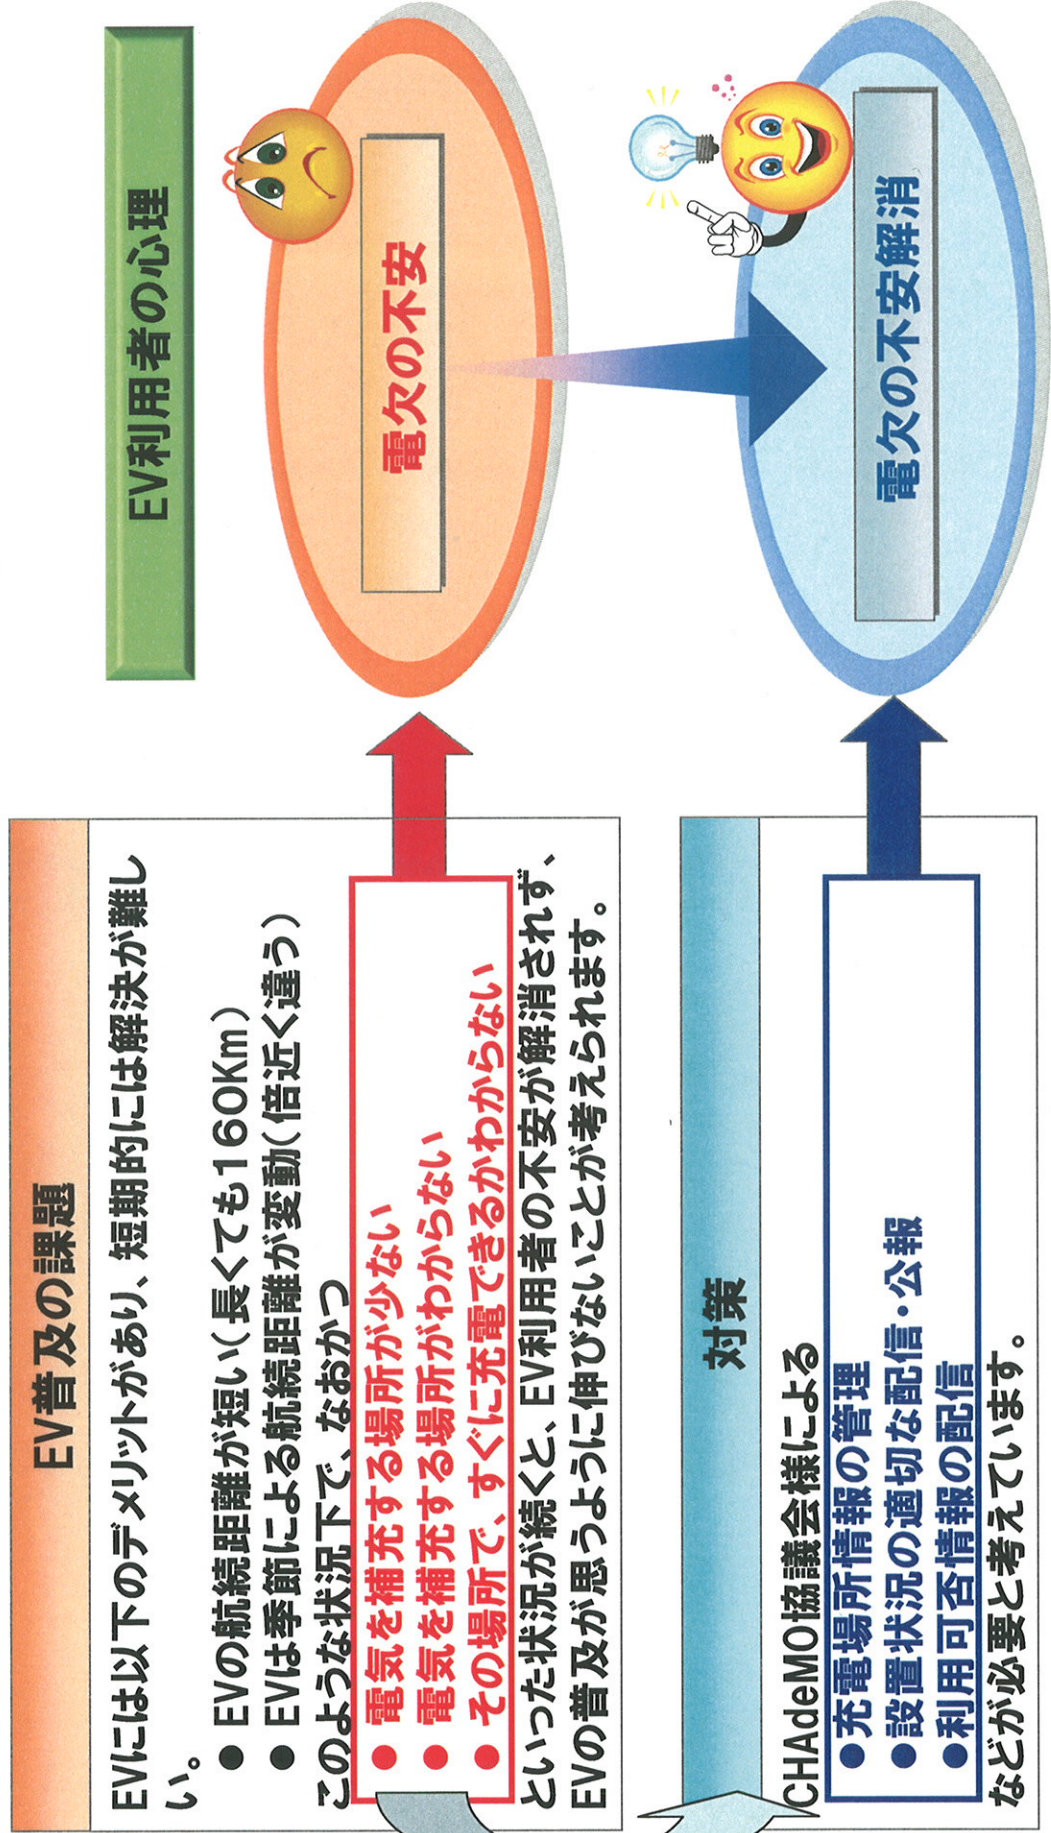 EV普及の課題
EVには以下のデメリットがあり、短期的には解決が難し
い。
● EVの航続距離が短い(長くても160Km)
● EVは季節による航続距離が変動(倍近く違う)
このような状況下で、なおかつ
● 電気を補充する場所が少ない
● 電気を補充する場所がわからない
● その場所で、すぐに充電できるかわからない
といった状況が続くと、EV利用者の不安が解消されず、
EVの普及が思うように伸びないことが考えられます。
EV利用者の心理
電欠の不安
対策
CHAdeMO協議会様による
●充電場所情報の管理
●設置状況の適切な配信・公報
●利用可否情報の配信
などが必要と考えています。
電欠の不安解消